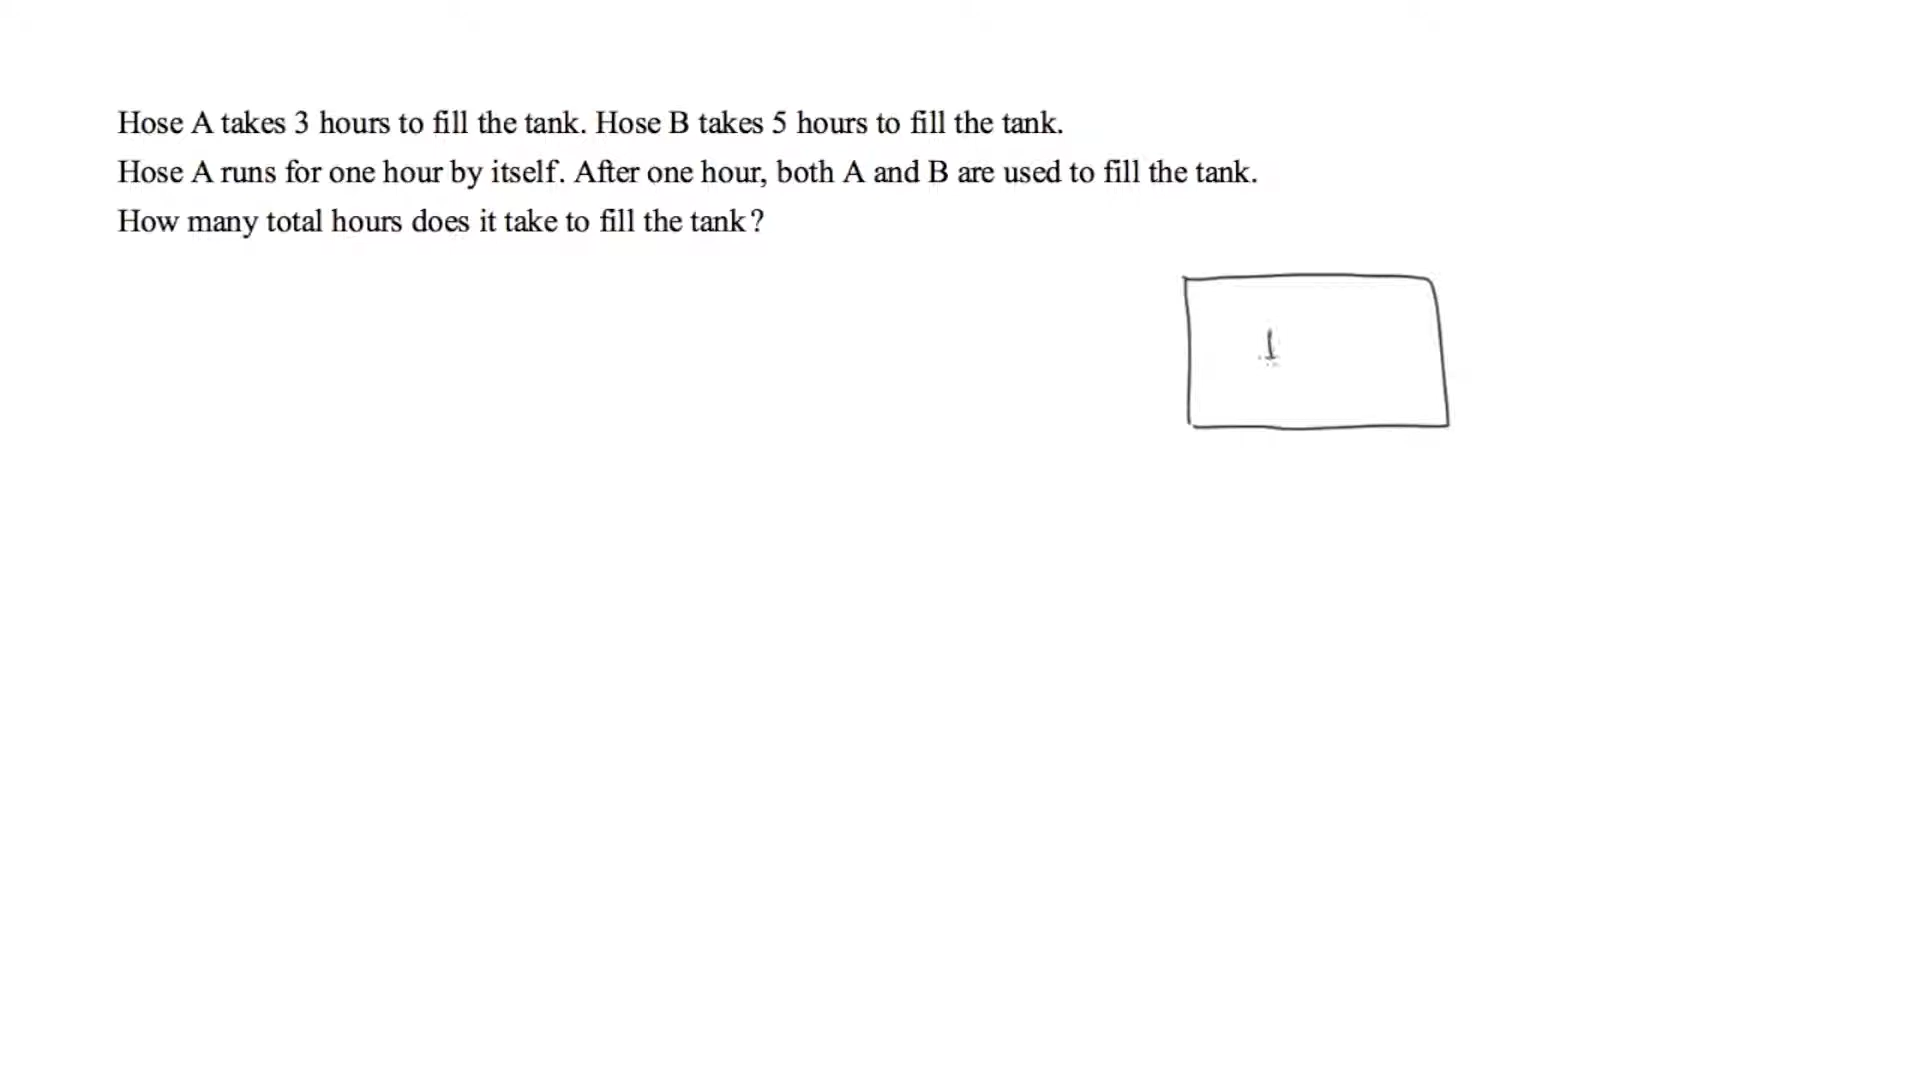 Hose A takes 3 hours to fill the tank. Hose B takes 5 hours to fill the tank.
Hose A runs for one hour by itself. After one hour, both A and B are used to fill the tank.
How many total hours does it take to fill the tank?